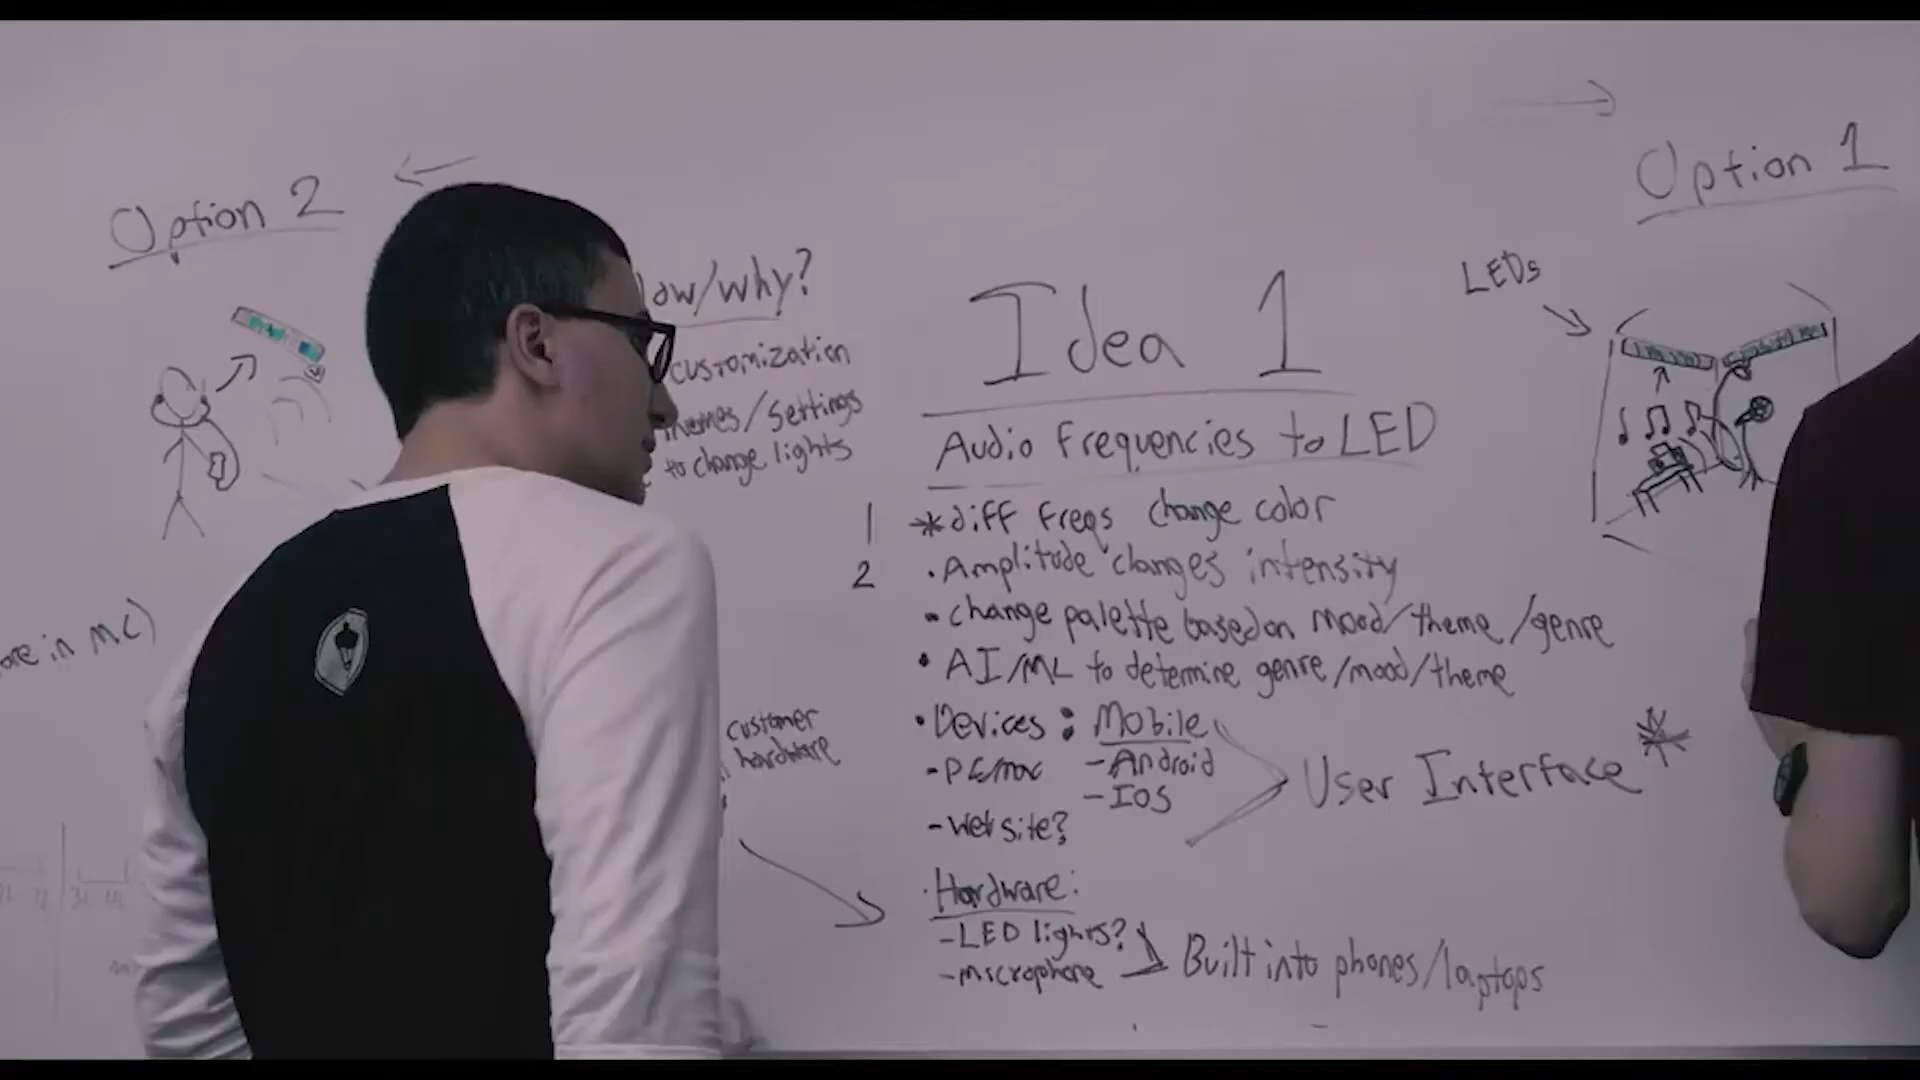 Option 2
Option 1
LEDs
ow/why?
customization
themes/settings
to change lights
Idea 1
Audio Frequencies to LED
1 *diff freqs change color
2 •Amplitude changes intensity
•change palette based on mood/theme/genre
•AI/ML to determine genre/mood/theme
•Devices: Mobile
-PC/mac -Android
-IOS
-website?
User Interface*
customer
hardware
•Hardware:
-LED lights?
-microphone
Built into phones/laptops
in MC)